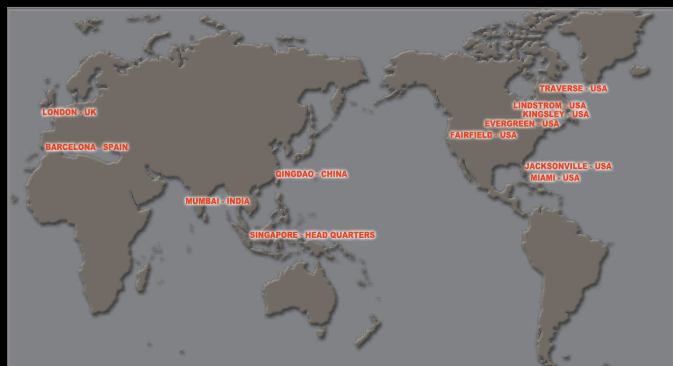 TRAVERSE - USA
LONDON - UK
LINDSTROM - USA
KINGSLEY - USA
EVERGREEN - USA
FAIRFIELD - USA
BARCELONA - SPAIN
JACKSONVILLE - USA
QINGDAO - CHINA
MIAMI - USA
MUMBAI - INDIA
SINGAPORE - HEAD QUARTERS